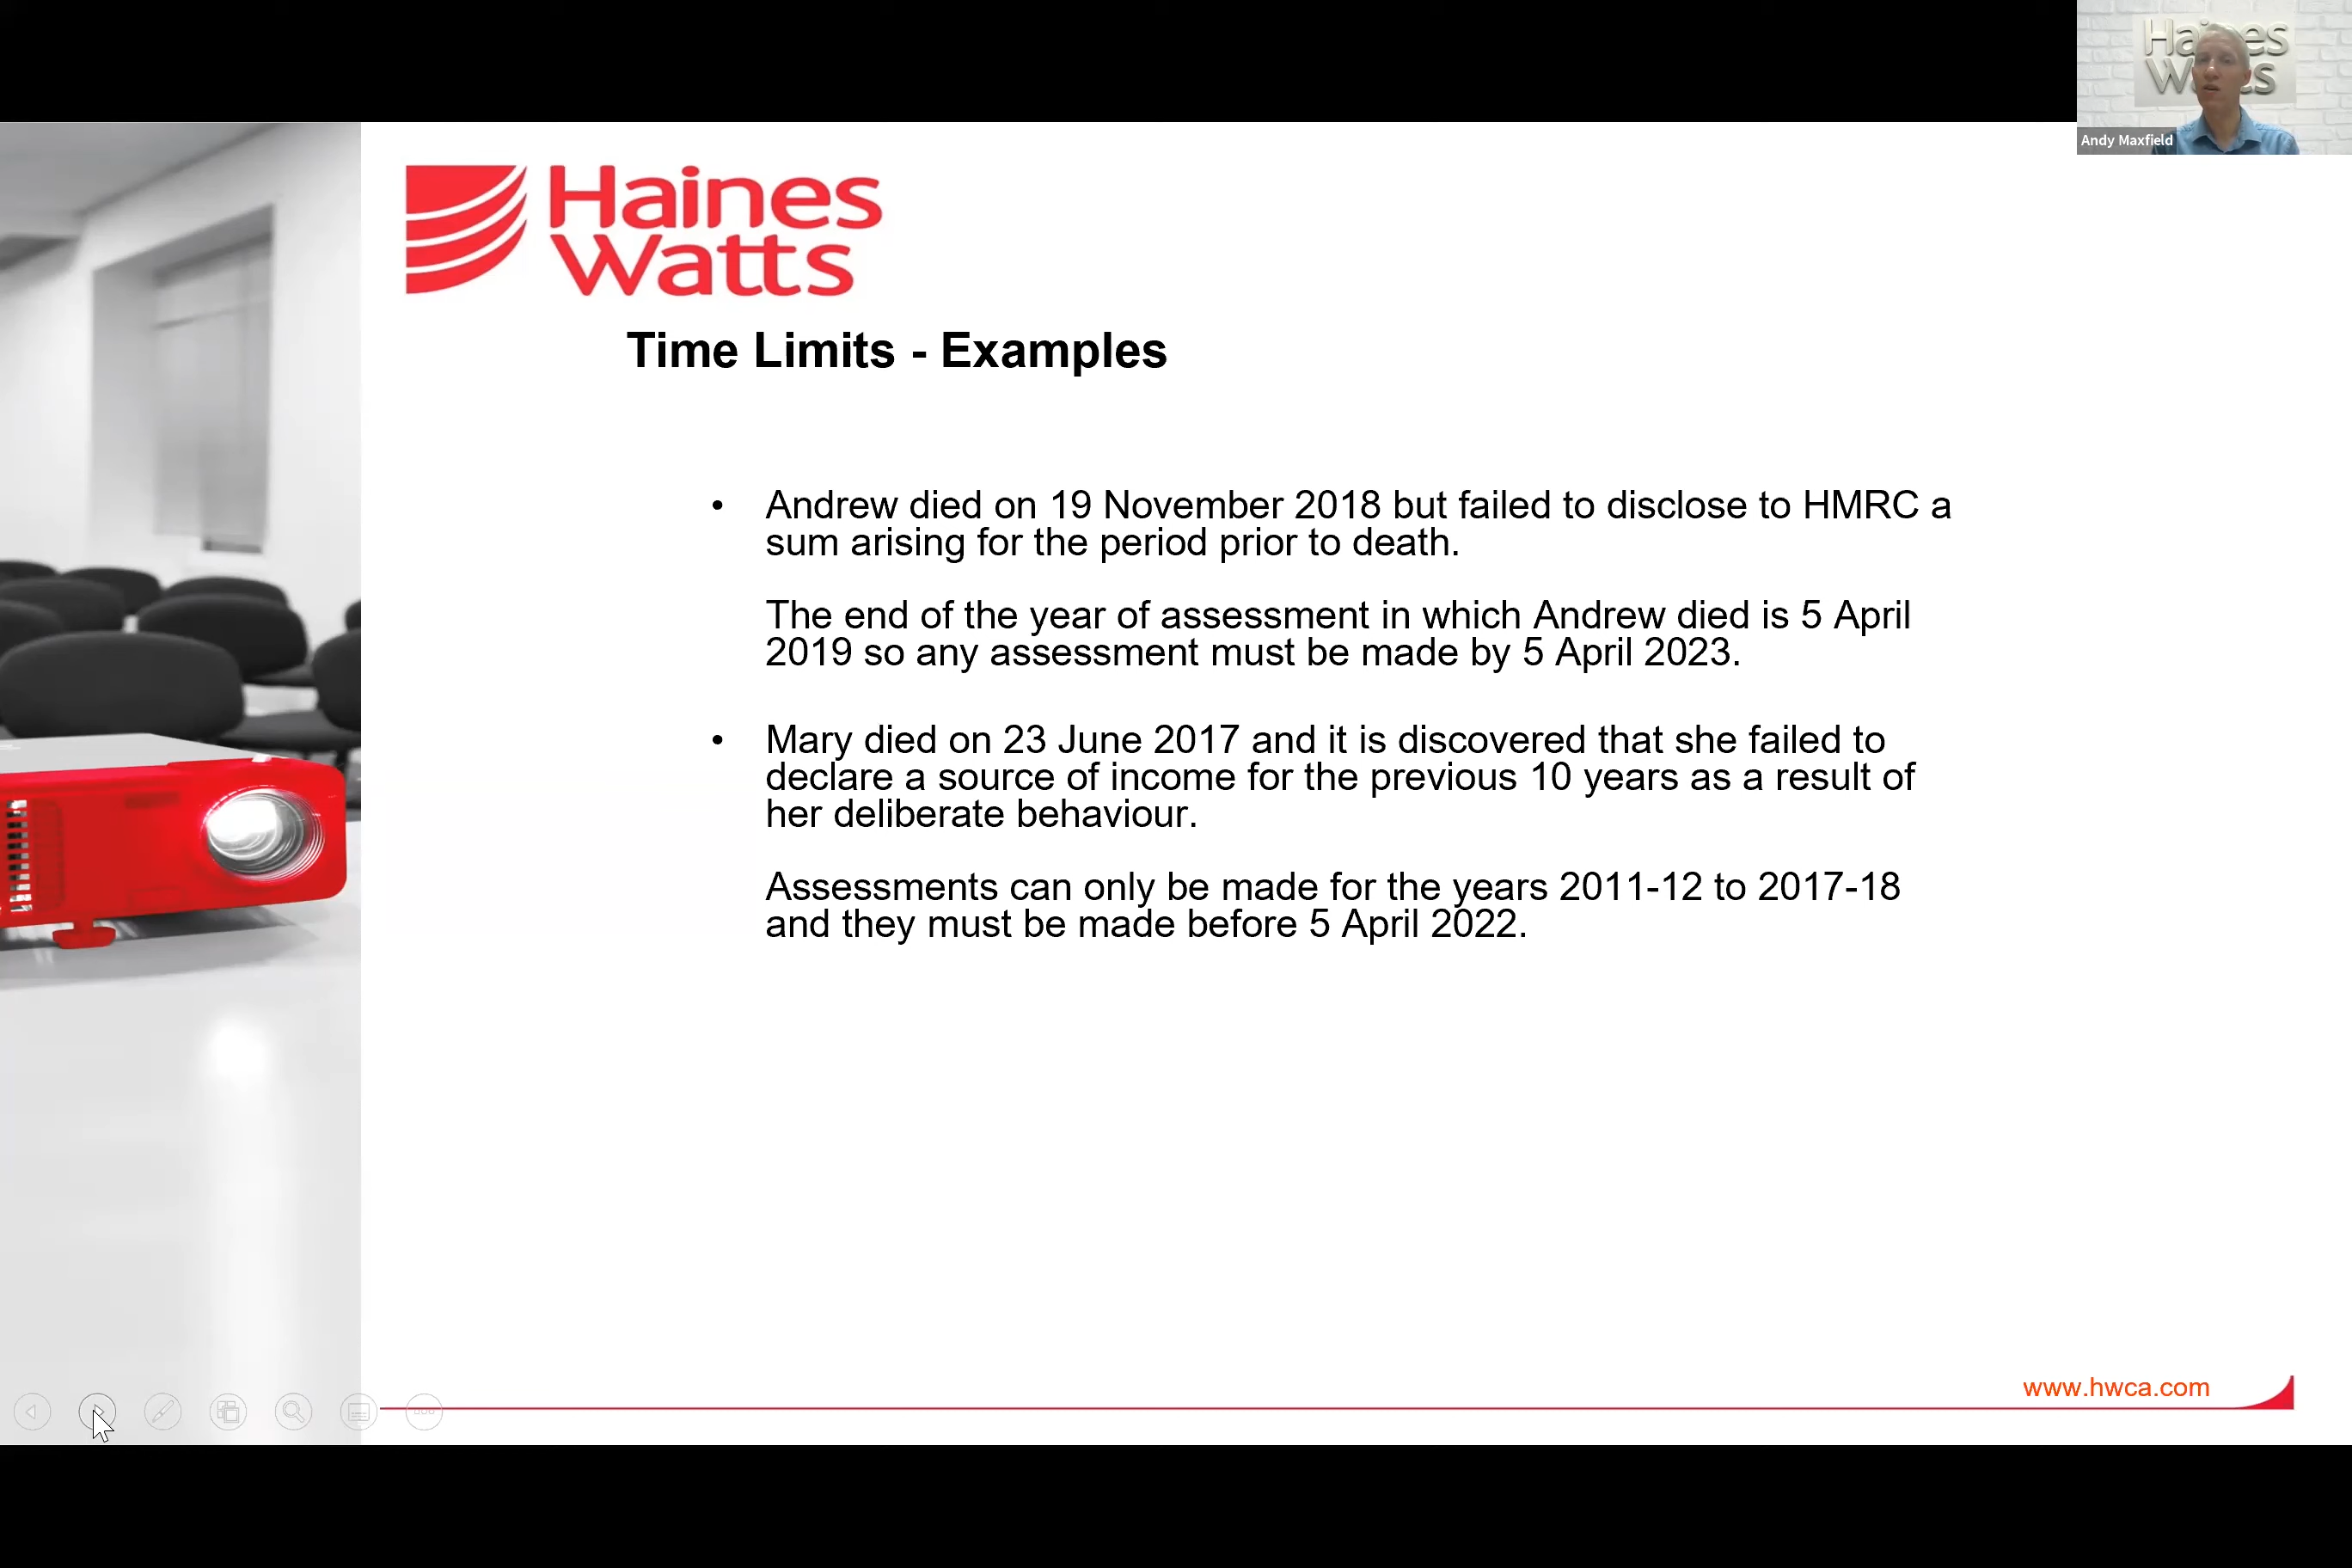 Haines
Watts
Andy Maxfield
Haines
Watts
Time Limits - Examples
• Andrew died on 19 November 2018 but failed to disclose to HMRC a
sum arising for the period prior to death.
The end of the year of assessment in which Andrew died is 5 April
2019 so any assessment must be made by 5 April 2023.
• Mary died on 23 June 2017 and it is discovered that she failed to
declare a source of income for the previous 10 years as a result of
her deliberate behaviour.
Assessments can only be made for the years 2011-12 to 2017-18
and they must be made before 5 April 2022.
www.hwca.com